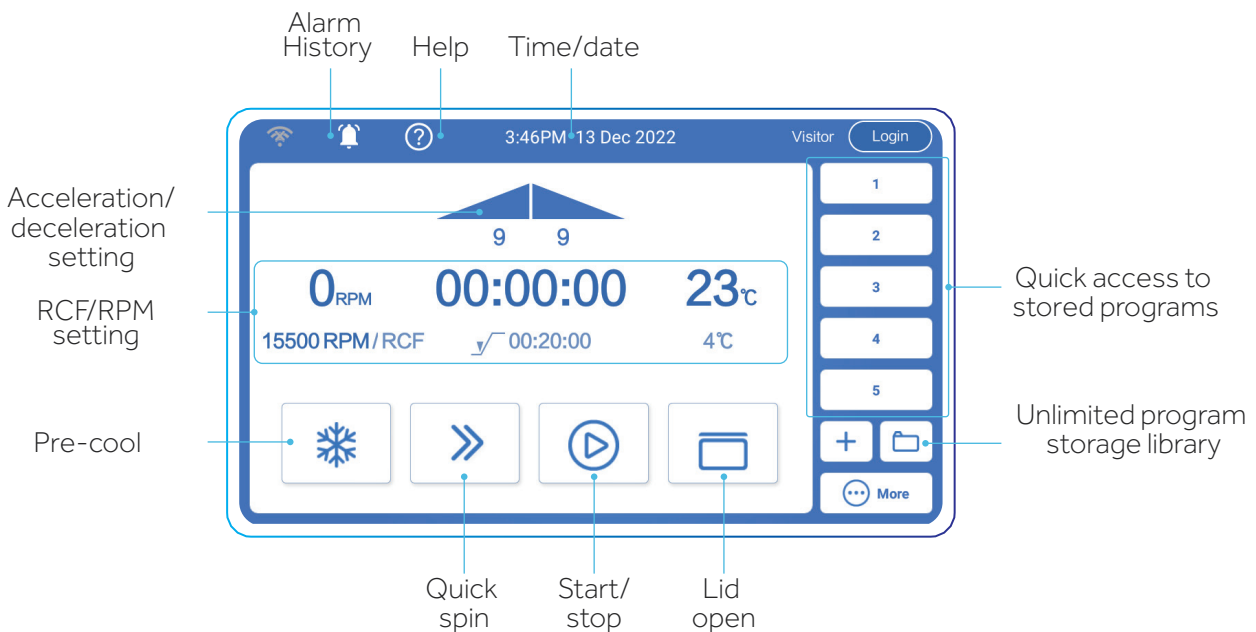 Alarm
History
Help
Time/date
3:46PM 13 Dec 2022
Visitor
Login
Acceleration/
deceleration
setting
9 9
1
2
3
4
5
0RPM 00:00:00 23℃
15500 RPM/RCF 00:20:00 4℃
RCF/RPM
setting
Quick access to
stored programs
Pre-cool
Unlimited program
storage library
+
More
Quick
spin
Start/
stop
Lid
open